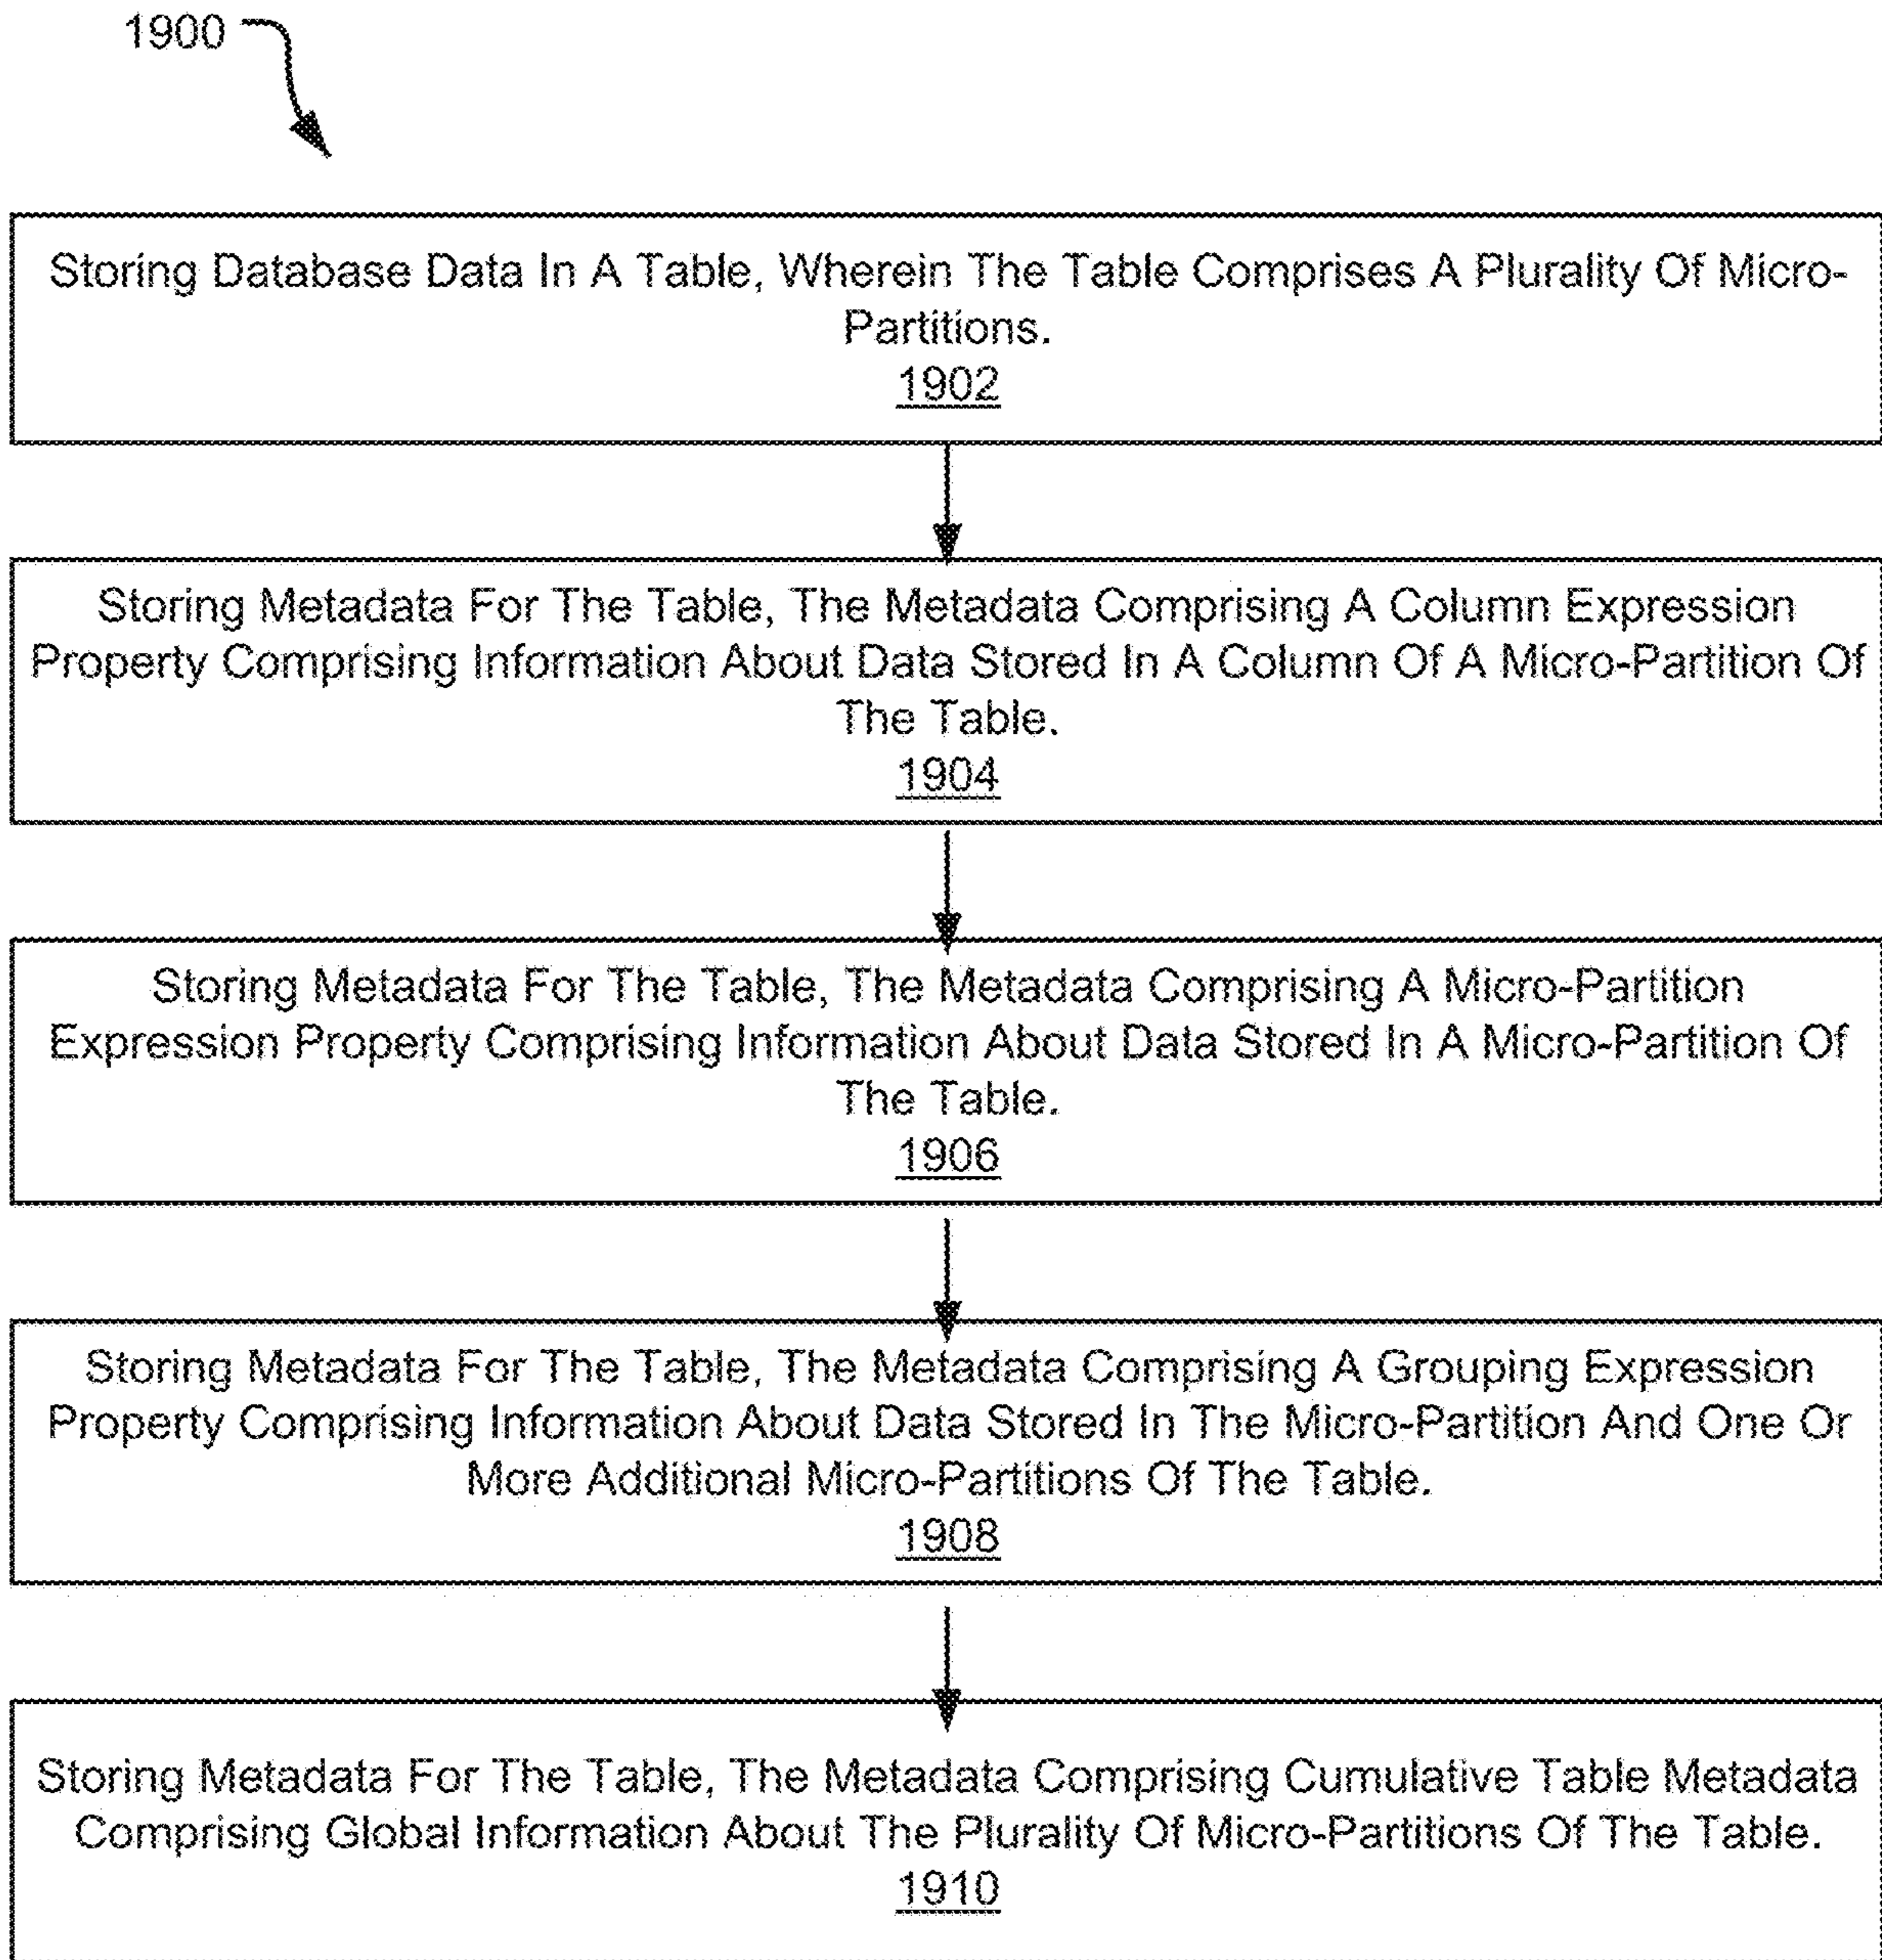 1900
Storing Database Data In A Table, Wherein The Table Comprises A Plurality Of Micro-
Partitions.
1902
Storing Metadata For The Table, The Metadata Comprising A Column Expression
Property Comprising Information About Data Stored In A Column Of A Micro-Partition Of
The Table.
1904
Storing Metadata For The Table, The Metadata Comprising A Micro-Partition
Expression Property Comprising Information About Data Stored In A Micro-Partition Of
The Table.
1906
Storing Metadata For The Table, The Metadata Comprising A Grouping Expression
Property Comprising Information About Data Stored In The Micro-Partition And One Or
More Additional Micro-Partitions Of The Table.
1908
Storing Metadata For The Table, The Metadata Comprising Cumulative Table Metadata
Comprising Global Information About The Plurality Of Micro-Partitions Of The Table.
1910